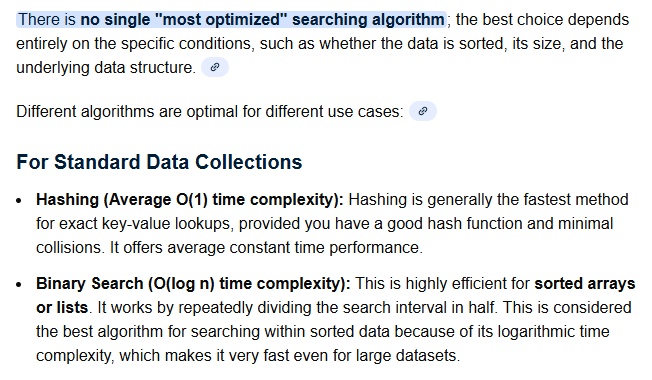 There is no single "most optimized" searching algorithm; the best choice depends
entirely on the specific conditions, such as whether the data is sorted, its size, and the
underlying data structure.
Different algorithms are optimal for different use cases:
For Standard Data Collections
• Hashing (Average O(1) time complexity): Hashing is generally the fastest method
for exact key-value lookups, provided you have a good hash function and minimal
collisions. It offers average constant time performance.
• Binary Search (O(log n) time complexity): This is highly efficient for sorted arrays
or lists. It works by repeatedly dividing the search interval in half. This is considered
the best algorithm for searching within sorted data because of its logarithmic time
complexity, which makes it very fast even for large datasets.